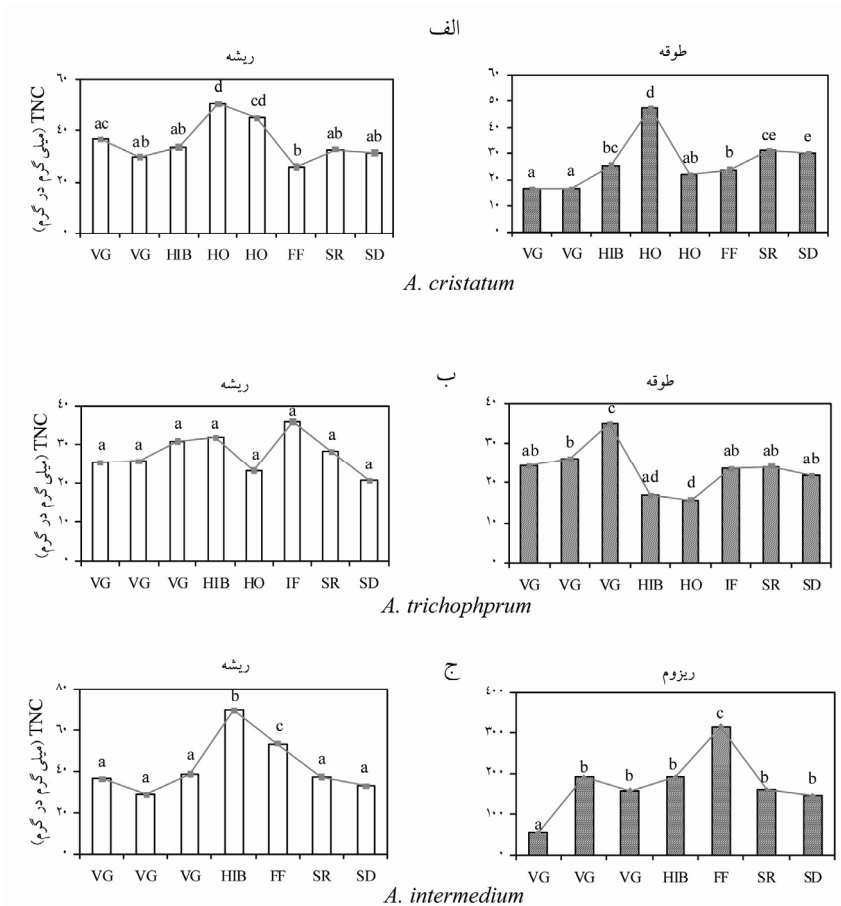 الف
ریشه
طوقه
TNC (میلی گرم در گرم)
۶۰
۴۰
۲۰
۰
ac ab ab d cd b ab ab
VG VG HIB HO HO FF SR SD
۶۰
۵۰
۴۰
۳۰
۲۰
۱۰
۰
a a bc d ab b ce e
VG VG HIB HO HO FF SR SD
A. cristatum
ب
ریشه
طوقه
TNC (میلی گرم در گرم)
۴۰
۳۰
۲۰
۱۰
۰
a a a a a a a a
VG VG VG HIB HO IF SR SD
۴۰
۳۰
۲۰
۱۰
۰
ab b c ad d ab ab ab
VG VG VG HIB HO IF SR SD
A. trichophprum
ج
ریشه
ریزوم
TNC (میلی گرم در گرم)
۸۰
۶۰
۴۰
۲۰
۰
a a a b c a a
VG VG VG HIB FF SR SD
۴۰۰
۳۰۰
۲۰۰
۱۰۰
۰
a b b b c b b
VG VG VG HIB FF SR SD
A. intermedium